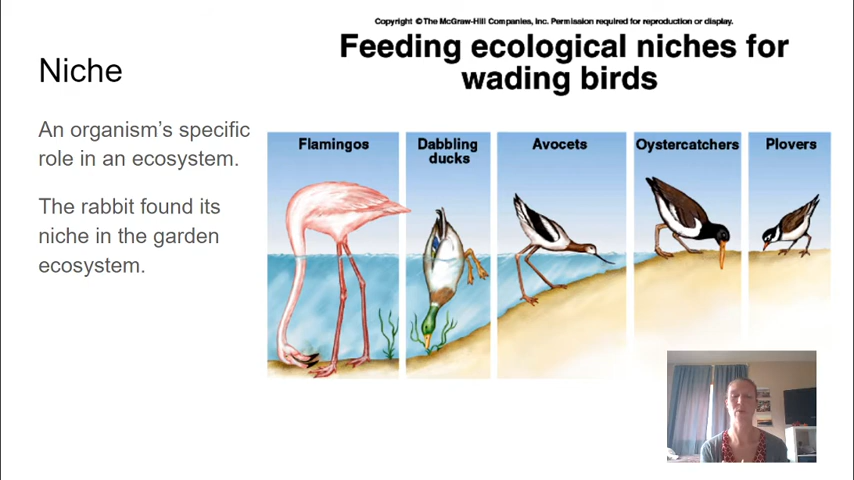 Copyright ©The McGraw-Hill Companies, Inc. Permission required for reproduction or display.
Niche
An organism's specific
role in an ecosystem.
The rabbit found its
niche in the garden
ecosystem.
Feeding ecological niches for
wading birds
Flamingos
Dabbling
ducks
Avocets
Oystercatchers
Plovers